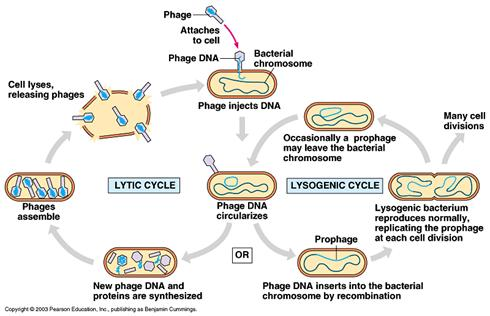 Phage
Attaches
to cell
Phage DNA
Bacterial
chromosome
Phage injects DNA
Cell lyses,
releasing phages
Occasionally a prophage
may leave the bacterial
chromosome
Many cell
divisions
LYTIC CYCLE
LYSOGENIC CYCLE
Phages
assemble
Phage DNA
circularizes
Lysogenic bacterium
reproduces normally,
replicating the prophage
at each cell division
OR
Prophage
New phage DNA and
proteins are synthesized
Phage DNA inserts into the bacterial
chromosome by recombination
Copyright © 2003 Pearson Education, Inc., publishing as Benjamin Cummings.